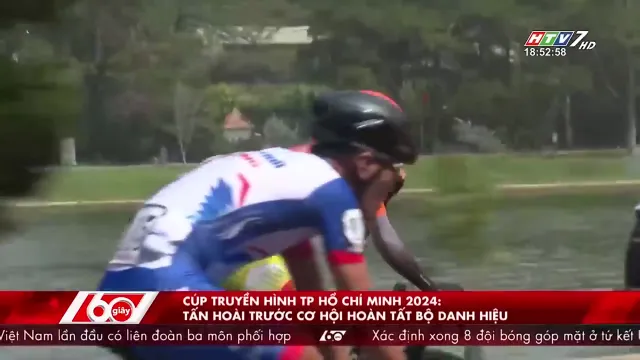 HTV7 HD
18:52:58
60 giây
CÚP TRUYỀN HÌNH TP HỒ CHÍ MINH 2024:
TẤN HOÀI TRƯỚC CƠ HỘI HOÀN TẤT BỘ DANH HIỆU
Việt Nam lần đầu có liên đoàn ba môn phối hợp
Xác định xong 8 đội bóng góp mặt ở tứ kết